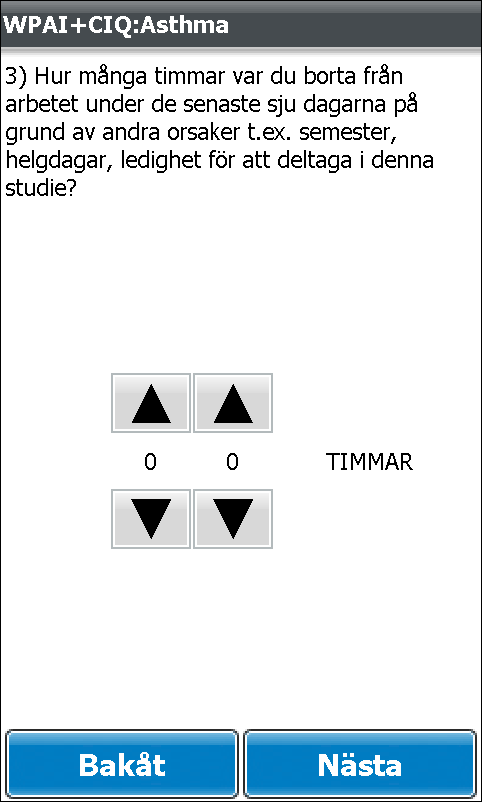 WPAI+CIQ:Asthma
3) Hur många timmar var du borta från
arbetet under de senaste sju dagarna på
grund av andra orsaker t.ex. semester,
helgdagar, ledighet för att deltaga i denna
studie?
0 0 TIMMAR
Bakåt Nästa